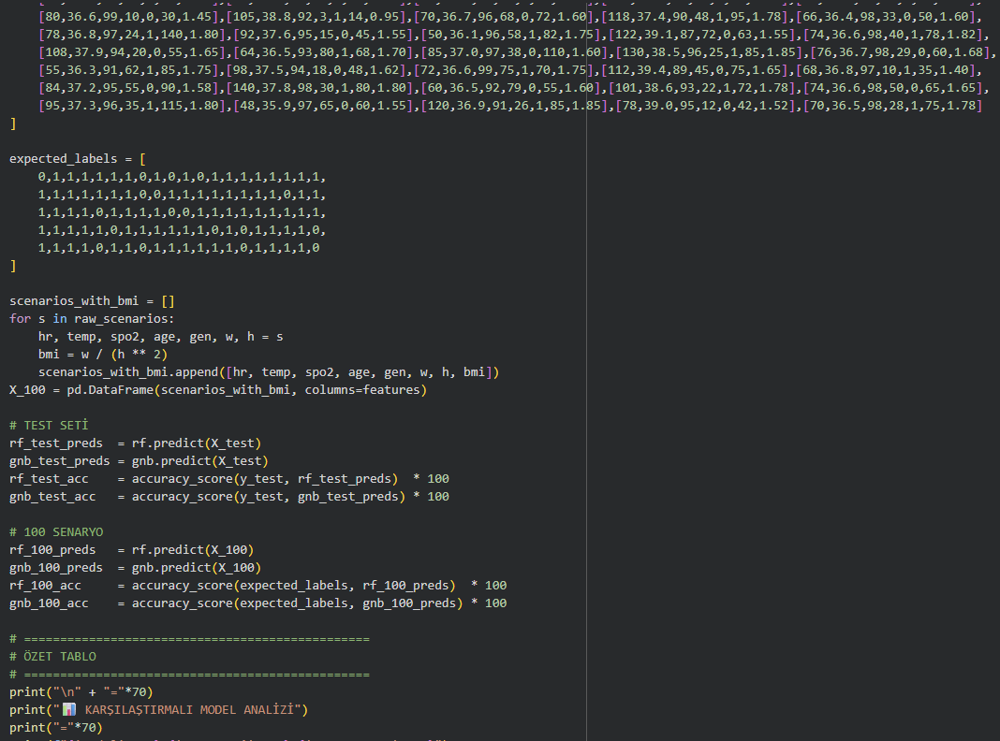 [80,36.6,99,10,0,30,1.45],[105,38.8,92,3,1,14,0.95],[70,36.7,96,68,0,72,1.60],[118,37.4,90,48,1,95,1.78],[66,36.4,98,33,0,50,1.60],
[78,36.8,97,24,1,140,1.80],[92,37.6,95,15,0,45,1.55],[50,36.1,96,58,1,82,1.75],[122,39.1,87,72,0,63,1.55],[74,36.6,98,40,1,78,1.82],
[108,37.9,94,20,0,55,1.65],[64,36.5,93,80,1,68,1.70],[85,37.0,97,38,0,110,1.60],[130,38.5,96,25,1,85,1.85],[76,36.7,98,29,0,60,1.68],
[55,36.3,91,62,1,85,1.75],[98,37.5,94,18,0,48,1.62],[72,36.6,99,75,1,70,1.75],[112,39.4,89,45,0,75,1.65],[68,36.8,97,10,1,35,1.40],
[84,37.2,95,55,0,90,1.58],[140,37.8,98,30,1,80,1.80],[60,36.5,92,79,0,55,1.60],[101,38.6,93,22,1,72,1.78],[74,36.6,98,50,0,65,1.65],
[95,37.3,96,35,1,115,1.80],[48,35.9,97,65,0,60,1.55],[120,36.9,91,26,1,85,1.85],[78,39.0,95,12,0,42,1.52],[70,36.5,98,28,1,75,1.78]
]
expected_labels = [
0,1,1,1,1,1,1,0,1,0,1,0,1,1,1,1,1,1,1,1,
1,1,1,1,1,1,1,0,0,1,1,1,1,1,1,1,1,0,1,1,
1,1,1,1,0,1,1,1,1,0,0,1,1,1,1,1,1,1,1,1,
1,1,1,1,1,0,1,1,1,1,1,1,0,1,0,1,1,1,1,0,
1,1,1,1,0,1,1,0,1,1,1,1,1,1,0,1,1,1,1,0
]
scenarios_with_bmi = []
for s in raw_scenarios:
hr, temp, spo2, age, gen, w, h = s
bmi = w / (h ** 2)
scenarios_with_bmi.append([hr, temp, spo2, age, gen, w, h, bmi])
X_100 = pd.DataFrame(scenarios_with_bmi, columns=features)
# TEST SETİ
rf_test_preds  = rf.predict(X_test)
gnb_test_preds = gnb.predict(X_test)
rf_test_acc    = accuracy_score(y_test, rf_test_preds)  * 100
gnb_test_acc   = accuracy_score(y_test, gnb_test_preds) * 100
# 100 SENARYO
rf_100_preds   = rf.predict(X_100)
gnb_100_preds  = gnb.predict(X_100)
rf_100_acc     = accuracy_score(expected_labels, rf_100_preds)  * 100
gnb_100_acc    = accuracy_score(expected_labels, gnb_100_preds) * 100
# ================================================
# ÖZET TABLO
# ================================================
print("\n" + "="*70)
print("📊 KARŞILAŞTIRMALI MODEL ANALİZİ")
print("="*70)